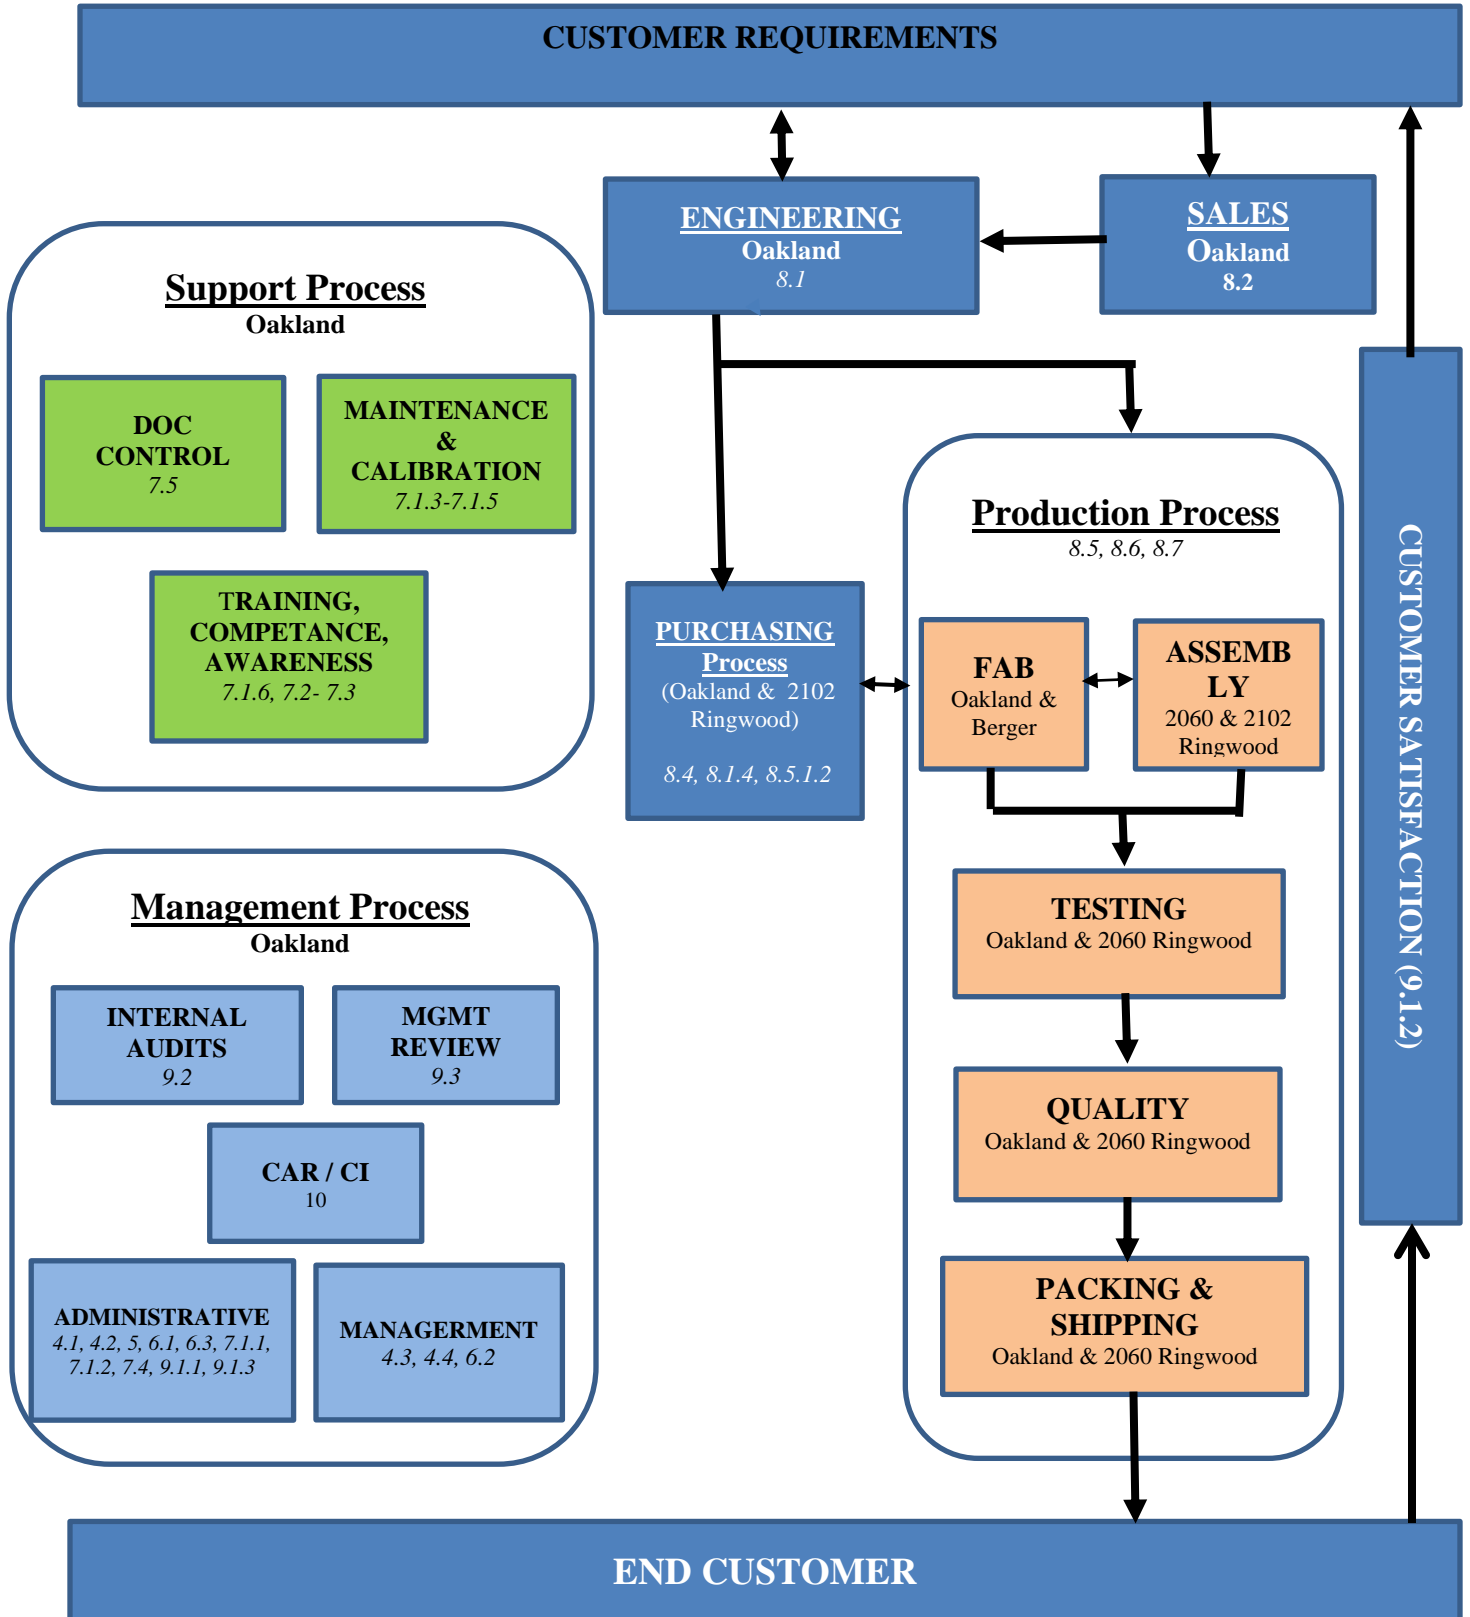 CUSTOMER REQUIREMENTS
ENGINEERING
Oakland
8.1
SALES
Oakland
8.2
Support Process
Oakland
DOC
CONTROL
7.5
MAINTENANCE
&
CALIBRATION
7.1.3-7.1.5
TRAINING,
COMPETANCE,
AWARENESS
7.1.6, 7.2- 7.3
Production Process
8.5, 8.6, 8.7
PURCHASING
Process
(Oakland & 2102
Ringwood)
8.4, 8.1.4, 8.5.1.2
FAB
Oakland &
Berger
ASSEMB
LY
2060 & 2102
Ringwood
TESTING
Oakland & 2060 Ringwood
QUALITY
Oakland & 2060 Ringwood
PACKING &
SHIPPING
Oakland & 2060 Ringwood
CUSTOMER SATISFACTION (9.1.2)
Management Process
Oakland
INTERNAL
AUDITS
9.2
MGMT
REVIEW
9.3
CAR / CI
10
ADMINISTRATIVE
4.1, 4.2, 5, 6.1, 6.3, 7.1.1,
7.1.2, 7.4, 9.1.1, 9.1.3
MANAGERMENT
4.3, 4.4, 6.2
END CUSTOMER